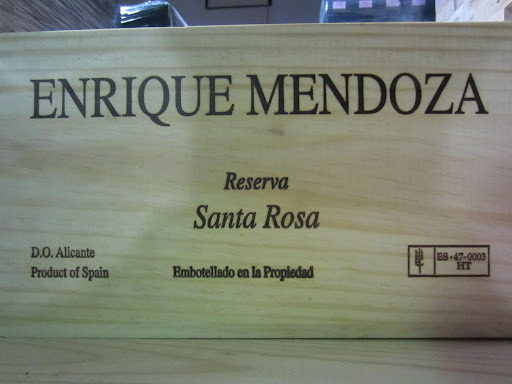 ENRIQUE MENDOZA
Reserva
Santa Rosa
D.O. Alicante
Product of Spain
Embotellado en la Propiedad
ES-47-0003
HT